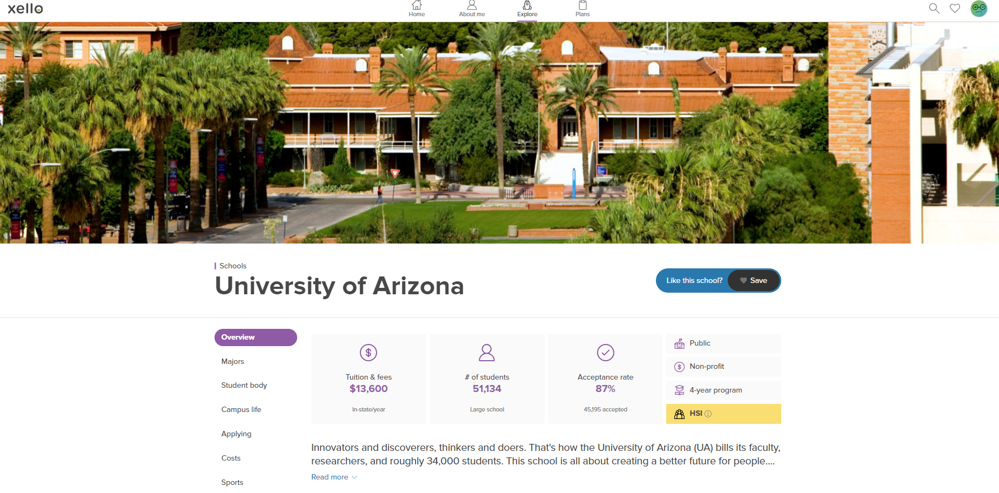 xello
Home
About me
Explore
Plans
Schools
University of Arizona
Like this school?
Save
Overview
Majors
Student body
Campus life
Applying
Costs
Sports
Tuition & fees
$13,600
In-state/year
# of students
51,134
Large school
Acceptance rate
87%
45,195 accepted
Public
Non-profit
4-year program
HSI
Innovators and discoverers, thinkers and doers. That's how the University of Arizona (UA) bills its faculty,
researchers, and roughly 34,000 students. This school is all about creating a better future for people....
Read more